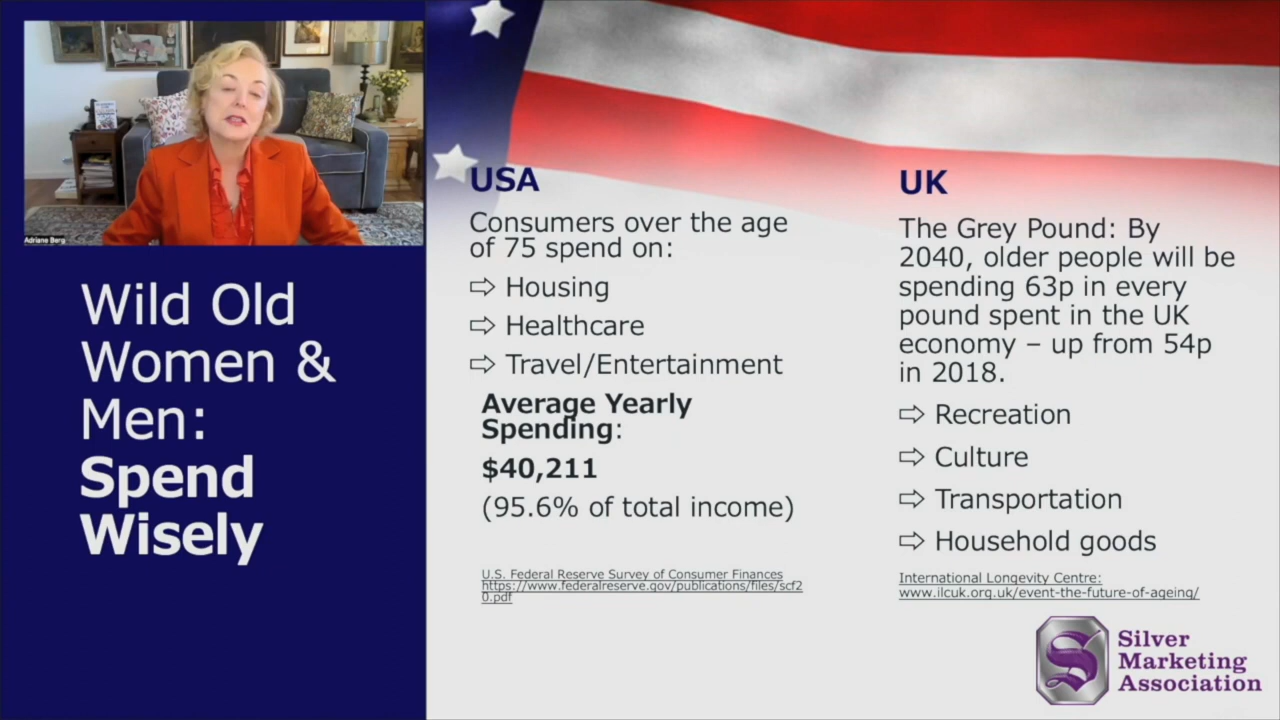 Adriane Berg
Wild Old
Women &
Men:
Spend
Wisely
USA
Consumers over the age
of 75 spend on:
⇨ Housing
⇨ Healthcare
⇨ Travel/Entertainment
Average Yearly
Spending:
$40,211
(95.6% of total income)
U.S. Federal Reserve Survey of Consumer Finances
https://www.federalreserve.gov/publications/files/scf2
0.pdf
UK
The Grey Pound: By
2040, older people will be
spending 63p in every
pound spent in the UK
economy – up from 54p
in 2018.
⇨ Recreation
⇨ Culture
⇨ Transportation
⇨ Household goods
International Longevity Centre:
www.ilcuk.org.uk/event-the-future-of-ageing/
S
Silver
Marketing
Association